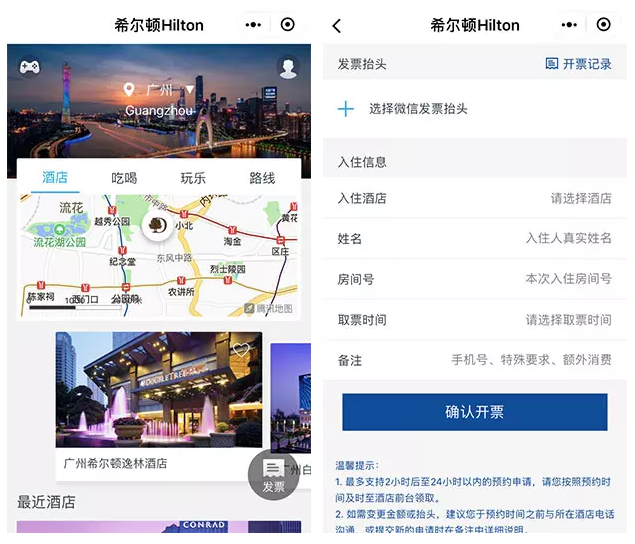 希尔顿Hilton
广州
Guangzhou
酒店 吃喝 玩乐 路线
流花
流花湖公园
越秀公园
小北
黄花
淘金
区庄
纪念堂
东风中路
烈士陵园
陈家祠
西门口
公园前
农讲所
腾讯地图
DOUBLETREE
广州希尔顿逸林酒店
广州白
发票
最近酒店
CONRAD
希尔顿Hilton
发票抬头 开票记录
选择微信发票抬头
入住信息
入住酒店 请选择酒店
姓名 入住人真实姓名
房间号 本次入住房间号
取票时间 请选择取票时间
备注 手机号、特殊要求、额外消费
确认开票
温馨提示:
1. 最多支持2小时后至24小时以内的预约申请,请您按照预约时
间及时至酒店前台领取。
2. 如需变更金额或抬头,建议您于预约时间之前与所在酒店电话
沟通,或提交新的申请时在备注中详细说明。